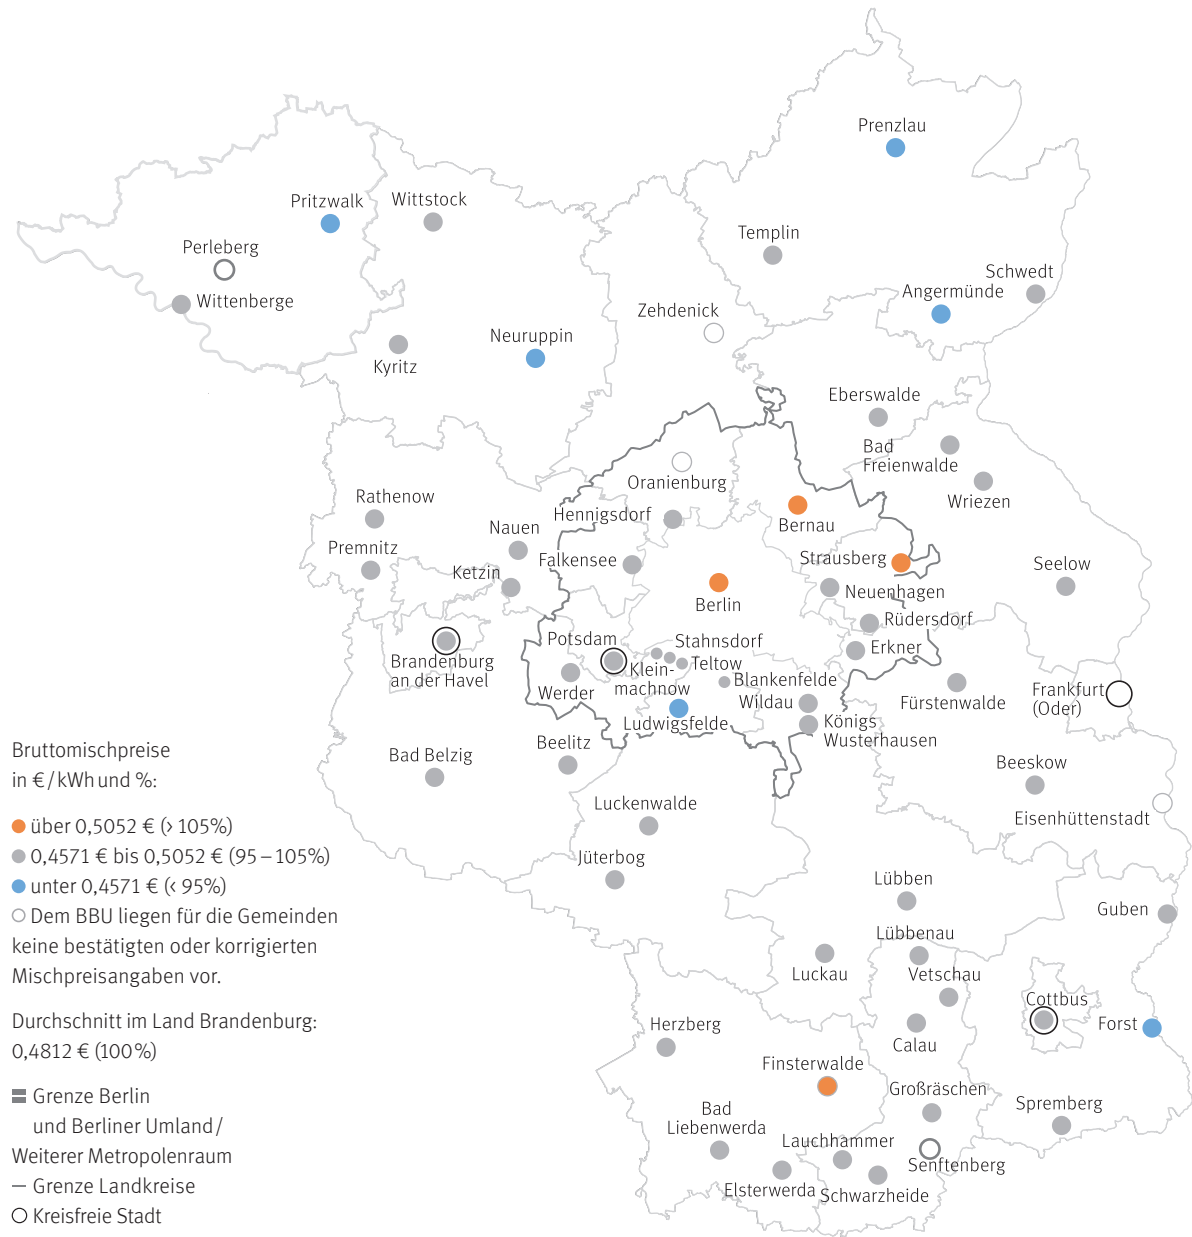 Prenzlau
Pritzwalk
Wittstock
Perleberg
Wittenberge
Templin
Schwedt
Angermünde
Zehdenick
Neuruppin
Kyritz
Eberswalde
Bad
Freienwalde
Wriezen
Oranienburg
Rathenow
Hennigsdorf
Bernau
Nauen
Premnitz
Falkensee
Strausberg
Seelow
Ketzin
Berlin
Neuenhagen
Rüdersdorf
Potsdam
Stahnsdorf
Erkner
Brandenburg
an der Havel
Klein-
machnow
Teltow
Blankenfelde
Werder
Wildau
Fürstenwalde
Frankfurt
(Oder)
Ludwigsfelde
Königs
Wusterhausen
Beelitz
Bad Belzig
Beeskow
Luckenwalde
Eisenhüttenstadt
Jüterbog
Lübben
Guben
Lübbenau
Luckau
Vetschau
Cottbus
Forst
Herzberg
Calau
Finsterwalde
Großräschen
Bad
Liebenwerda
Spremberg
Lauchhammer
Senftenberg
Elsterwerda
Schwarzheide
Bruttomischpreise
in €/kWh und %:
über 0,5052 € (> 105%)
0,4571 € bis 0,5052 € (95 – 105%)
unter 0,4571 € (< 95%)
Dem BBU liegen für die Gemeinden
keine bestätigten oder korrigierten
Mischpreisangaben vor.
Durchschnitt im Land Brandenburg:
0,4812 € (100%)
Grenze Berlin
und Berliner Umland/
Weiterer Metropolenraum
Grenze Landkreise
Kreisfreie Stadt